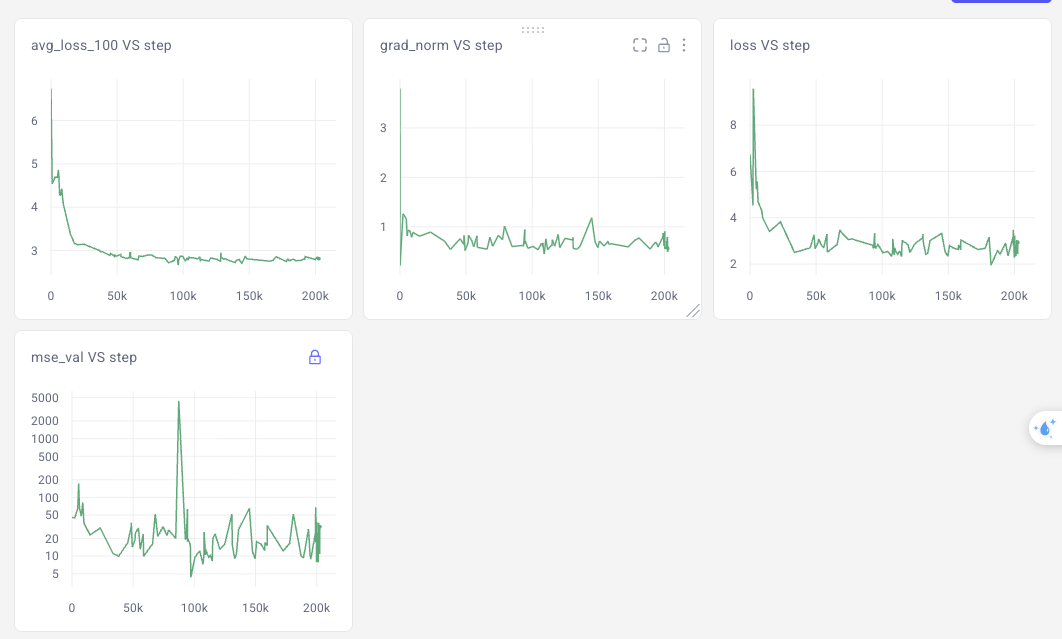 avg_loss_100 VS step
6
5
4
3
0 50k 100k 150k 200k
grad_norm VS step
3
2
1
0 50k 100k 150k 200k
loss VS step
8
6
4
2
0 50k 100k 150k 200k
mse_val VS step
5000
2000
1000
500
200
100
50
20
10
5
0 50k 100k 150k 200k